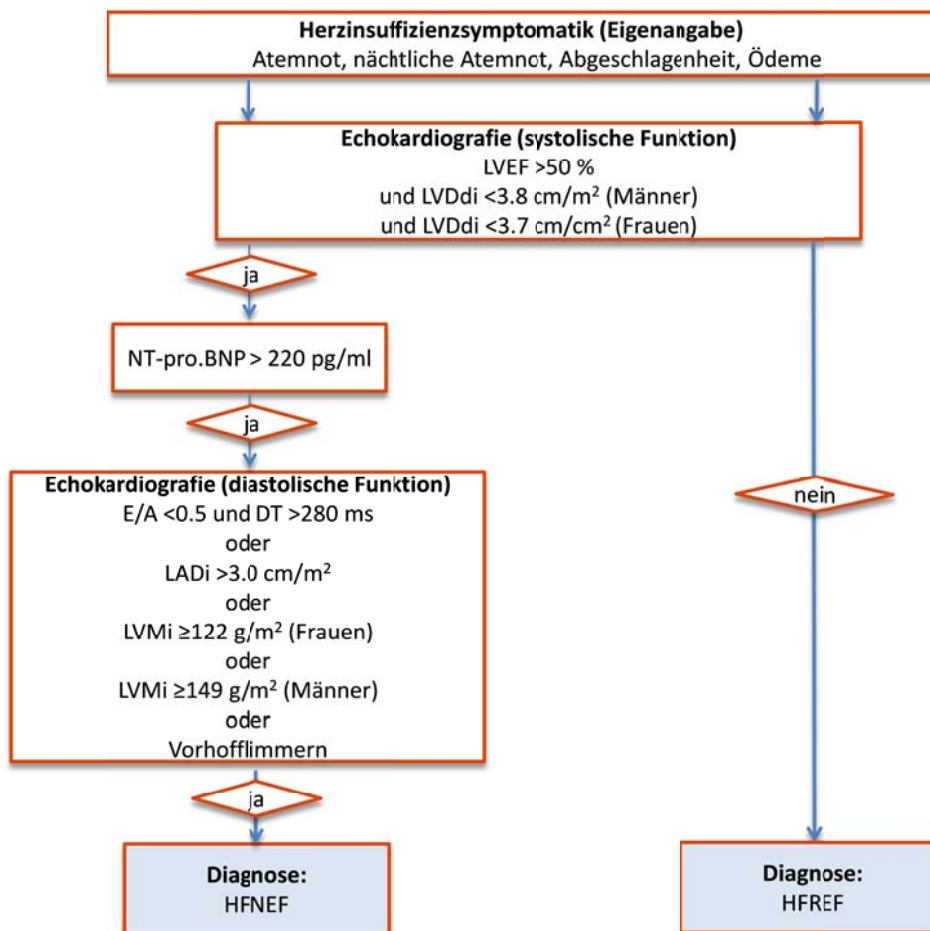 Herzinsuffizienzsymptomatik (Eigenangabe)
Atemnot, nächtliche Atemnot, Abgeschlagenheit, Ödeme
Echokardiografie (systolische Funktion)
LVEF >50 %
und LVDdi <3.8 cm/m² (Männer)
und LVDdi <3.7 cm/cm² (Frauen)
ja
NT-pro.BNP > 220 pg/ml
ja
Echokardiografie (diastolische Funktion)
E/A <0.5 und DT >280 ms
oder
LADi >3.0 cm/m²
oder
LVMi ≥122 g/m² (Frauen)
oder
LVMi ≥149 g/m² (Männer)
oder
Vorhofflimmern
nein
ja
Diagnose:
HFNEF
Diagnose:
HFREF